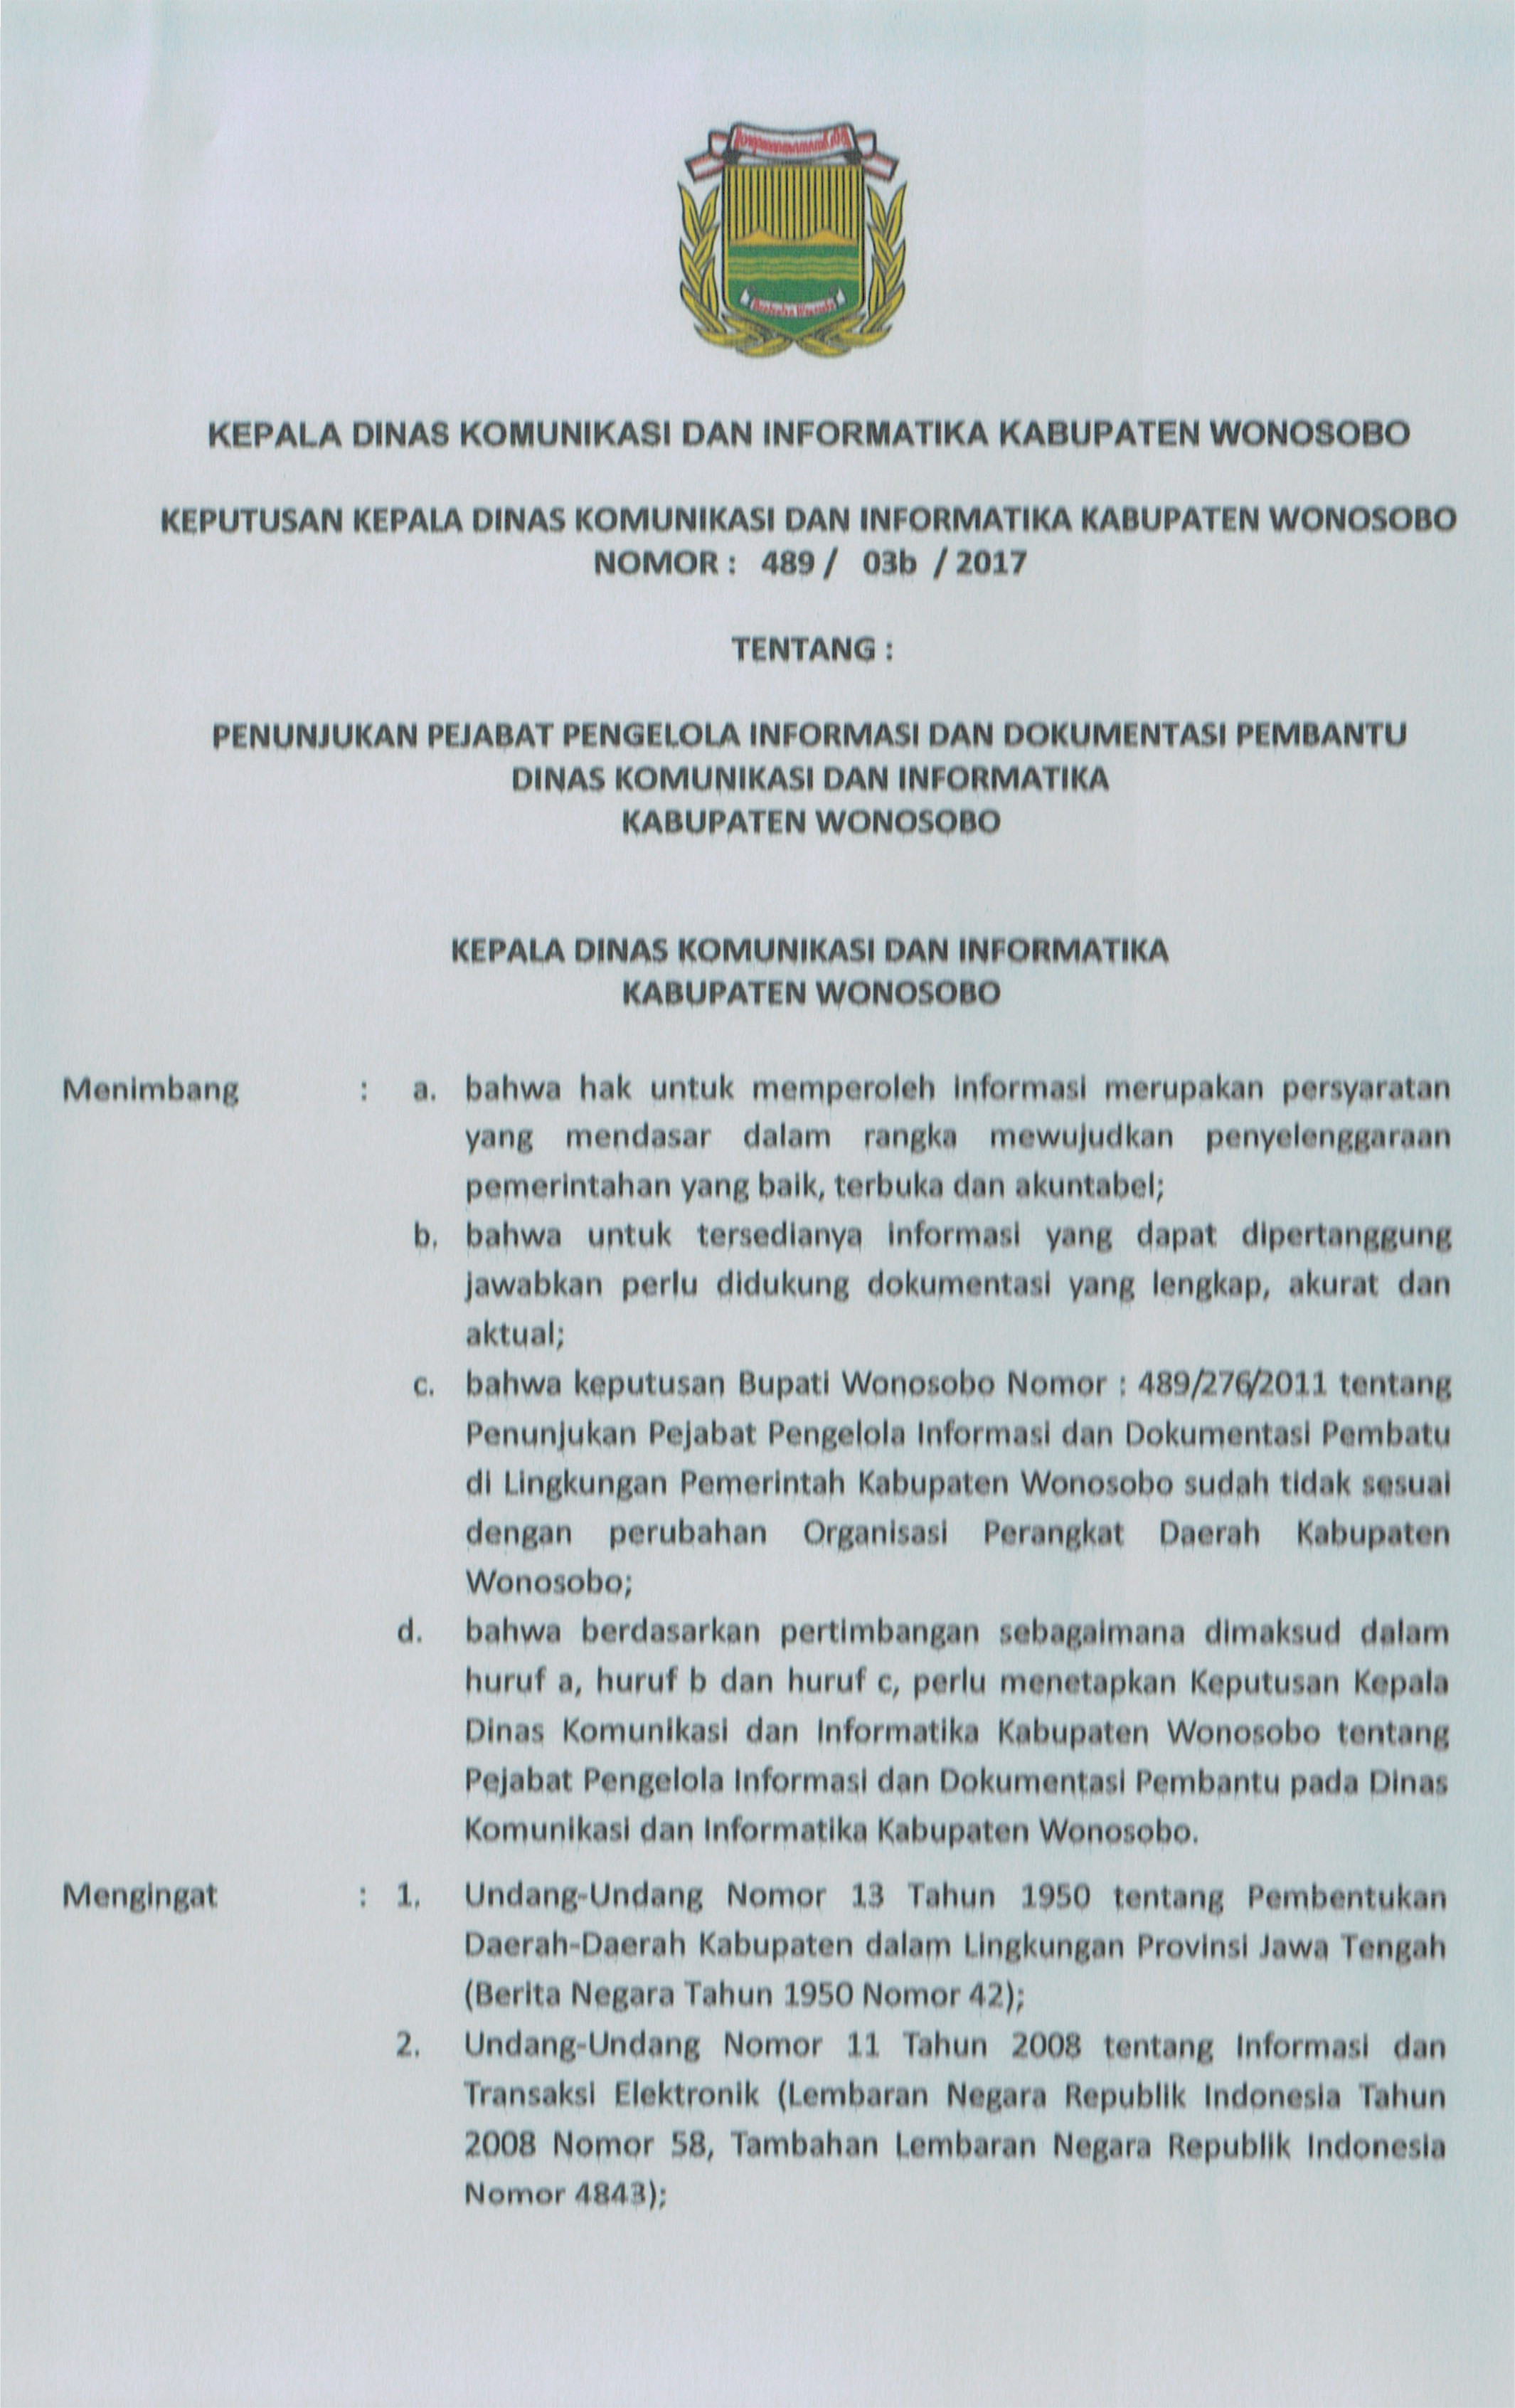 KEPALA DINAS KOMUNIKASI DAN INFORMATIKA KABUPATEN WONOSOBO
KEPUTUSAN KEPALA DINAS KOMUNIKASI DAN INFORMATIKA KABUPATEN WONOSOBO
NOMOR : 489 / 03b / 2017
TENTANG :
PENUNJUKAN PEJABAT PENGELOLA INFORMASI DAN DOKUMENTASI PEMBANTU
DINAS KOMUNIKASI DAN INFORMATIKA
KABUPATEN WONOSOBO
KEPALA DINAS KOMUNIKASI DAN INFORMATIKA
KABUPATEN WONOSOBO
Menimbang : a. bahwa hak untuk memperoleh informasi merupakan persyaratan
yang mendasar dalam rangka mewujudkan penyelenggaraan
pemerintahan yang baik, terbuka dan akuntabel;
b. bahwa untuk tersedianya informasi yang dapat dipertanggung
jawabkan perlu didukung dokumentasi yang lengkap, akurat dan
aktual;
c. bahwa keputusan Bupati Wonosobo Nomor : 489/276/2011 tentang
Penunjukan Pejabat Pengelola Informasi dan Dokumentasi Pembatu
di Lingkungan Pemerintah Kabupaten Wonosobo sudah tidak sesuai
dengan perubahan Organisasi Perangkat Daerah Kabupaten
Wonosobo;
d. bahwa berdasarkan pertimbangan sebagaimana dimaksud dalam
huruf a, huruf b dan huruf c, perlu menetapkan Keputusan Kepala
Dinas Komunikasi dan Informatika Kabupaten Wonosobo tentang
Pejabat Pengelola Informasi dan Dokumentasi Pembantu pada Dinas
Komunikasi dan Informatika Kabupaten Wonosobo.
Mengingat : 1. Undang-Undang Nomor 13 Tahun 1950 tentang Pembentukan
Daerah-Daerah Kabupaten dalam Lingkungan Provinsi Jawa Tengah
(Berita Negara Tahun 1950 Nomor 42);
2. Undang-Undang Nomor 11 Tahun 2008 tentang Informasi dan
Transaksi Elektronik (Lembaran Negara Republik Indonesia Tahun
2008 Nomor 58, Tambahan Lembaran Negara Republik Indonesia
Nomor 4843);